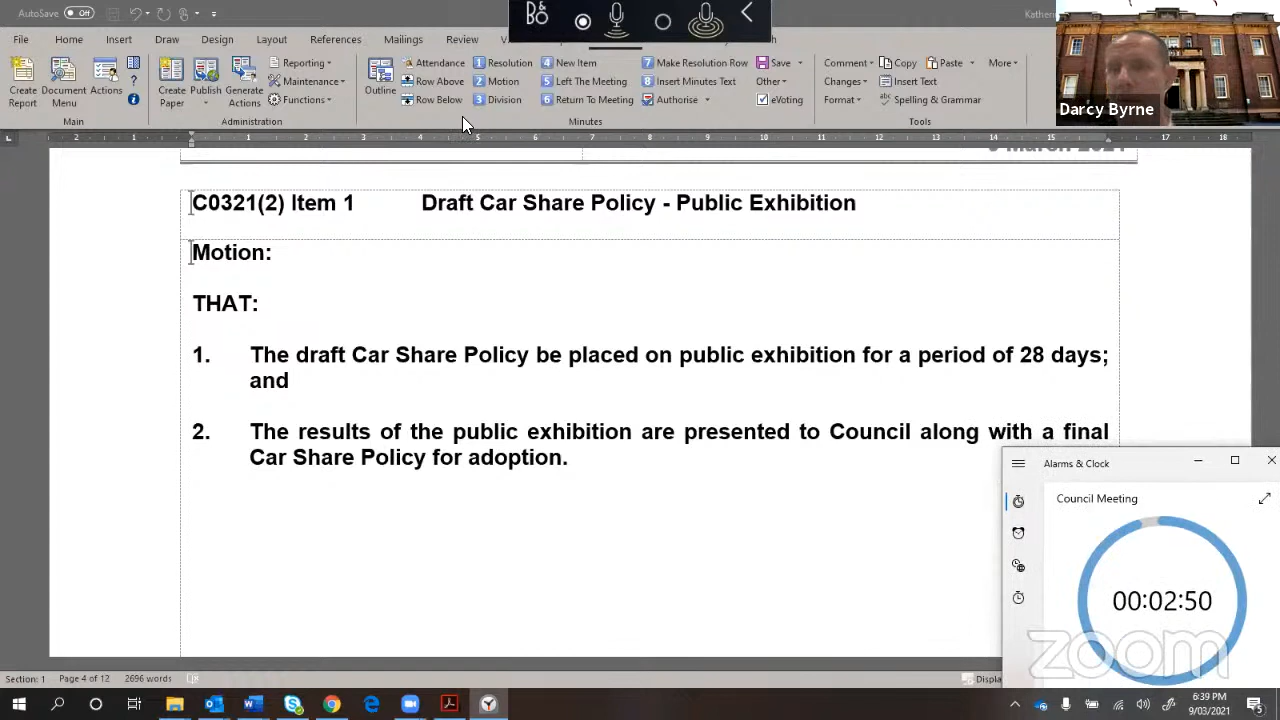 AutoSave Off
Katheri
File Home Insert Draw Design Layout References Mailings Review
Create Report
Document Menu
Actions
Main
Create Paper
Publish
Generate Actions
Reporting
Maintenance
Functions
Administration
Outline
Attendance
Row Above
Row Below
1 Resolution
2 Motion
3 Division
4 New Item
5 Left The Meeting
6 Return To Meeting
7 Make Resolution Row
8 Insert Minutes Text
Authorise
Save
Other
eVoting
Minutes
Comment
Changes
Format
Copy
Paste
Insert Text
Spelling & Grammar
More
Tools
Darcy Byrne
C0321(2) Item 1 Draft Car Share Policy - Public Exhibition
Motion:
THAT:
1. The draft Car Share Policy be placed on public exhibition for a period of 28 days;
and
2. The results of the public exhibition are presented to Council along with a final
Car Share Policy for adoption.
Alarms & Clock
Council Meeting
00:02:50
zoom
Section: 1 Page 4 of 12 2696 words
Displa
6:39 PM
9/03/2021